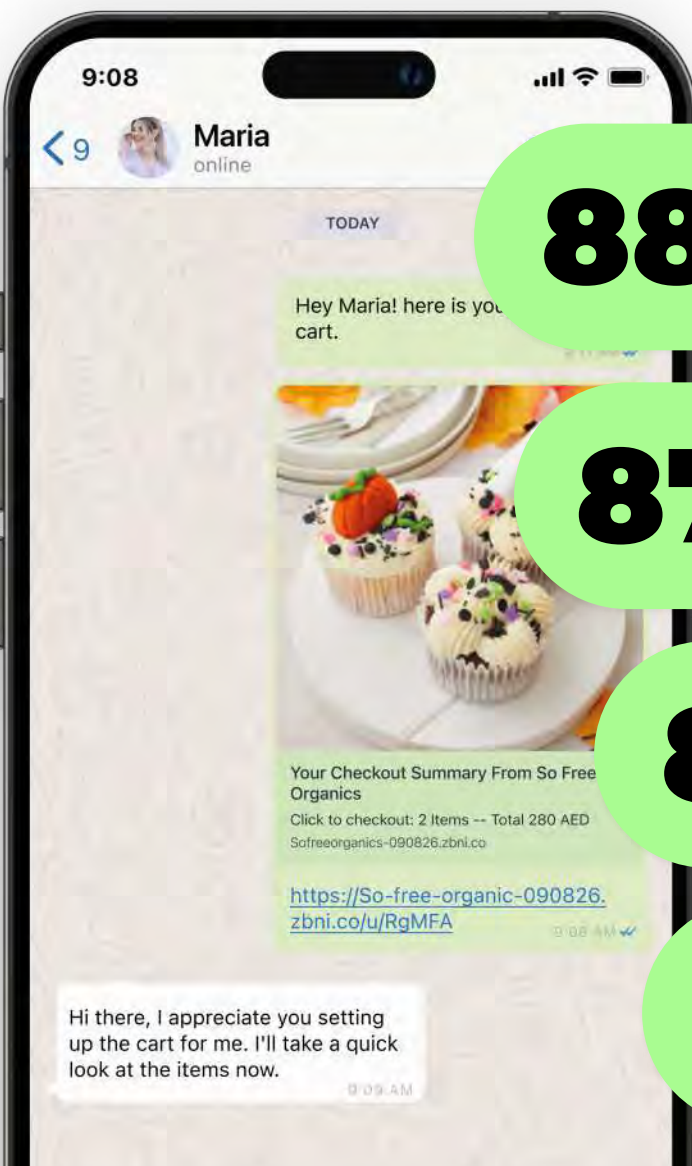 9:08
9
Maria
online
TODAY
88
Hey Maria! here is
cart.
87
Your Checkout Summary From So Free
Organics
Click to checkout: 2 Items -- Total 280 AED
Sofreeorganics-090826.zbni.co
8
https://So-free-organic-090826.
zbni.co/u/RgMFA
9:08 AM
Hi there, I appreciate you setting
up the cart for me. I'll take a quick
look at the items now.
9:09 AM